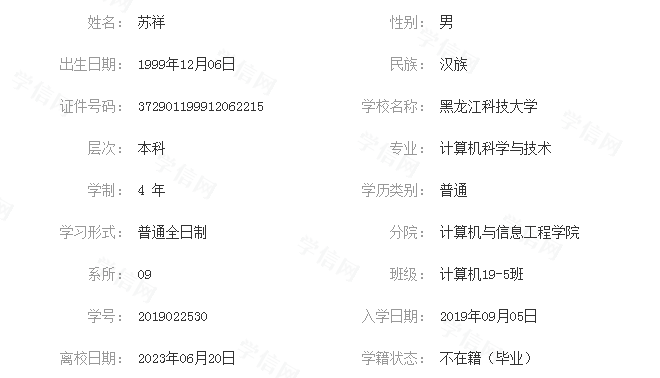 姓名： 苏祥 性别： 男
出生日期： 1999年12月06日 民族： 汉族
证件号码： 372901199912062215 学校名称： 黑龙江科技大学
层次： 本科 专业： 计算机科学与技术
学制： 4 年 学历类别： 普通
学习形式： 普通全日制 分院： 计算机与信息工程学院
系所： 09 班级： 计算机19-5班
学号： 2019022530 入学日期： 2019年09月05日
离校日期： 2023年06月20日 学籍状态： 不在籍（毕业）
学信网